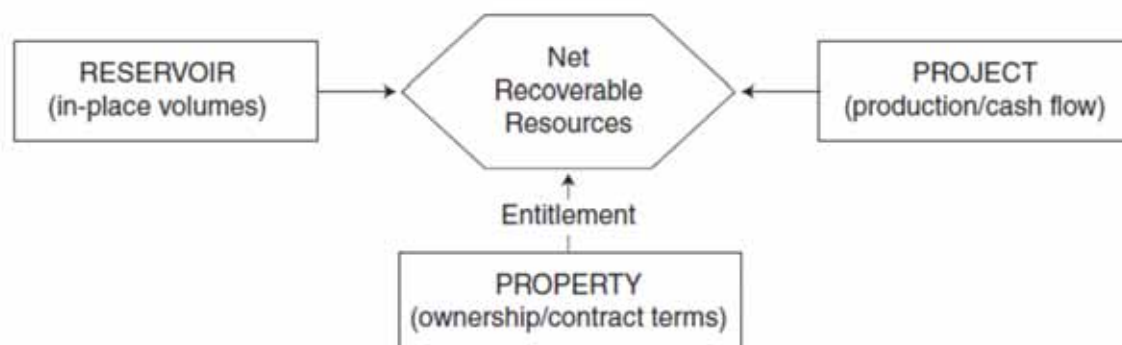 RESERVOIR
(in-place volumes)
Net
Recoverable
Resources
PROJECT
(production/cash flow)
Entitlement
PROPERTY
(ownership/contract terms)